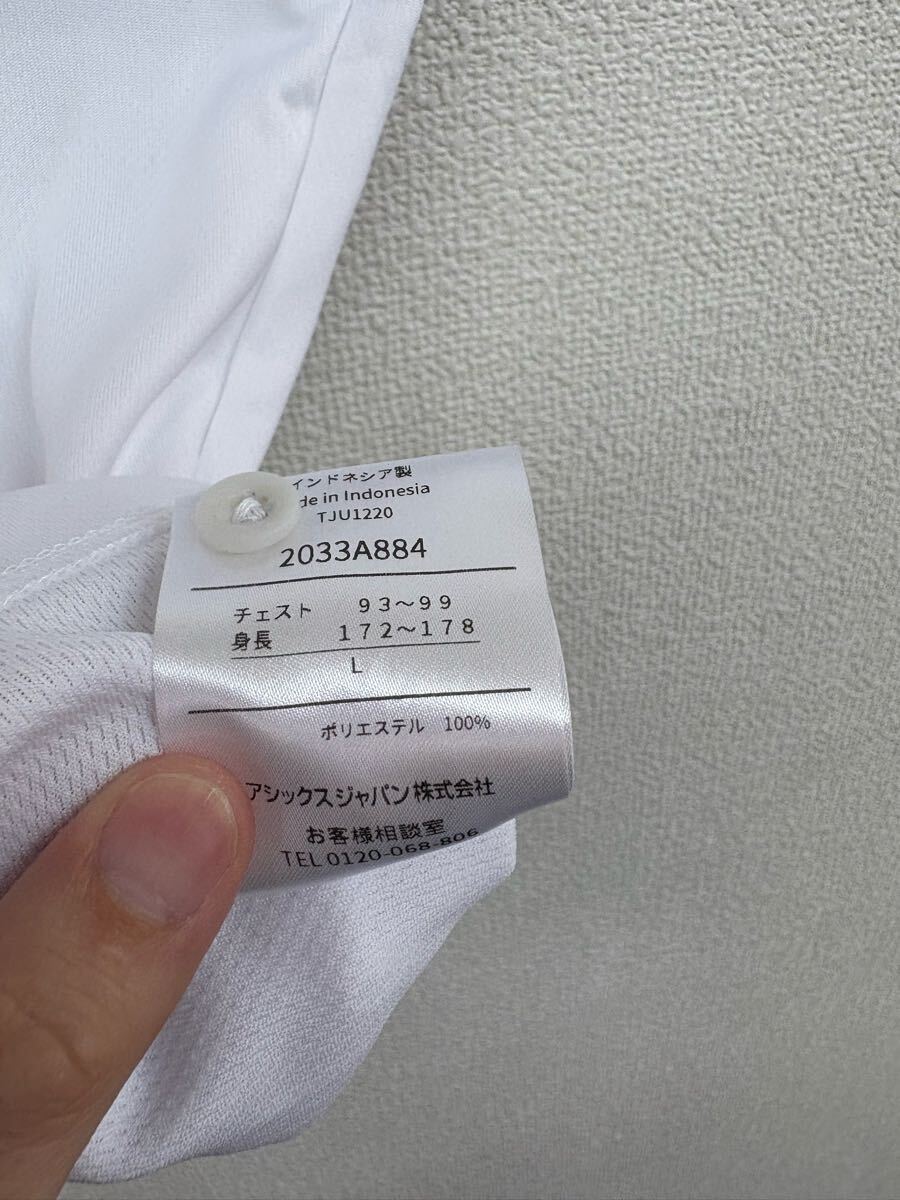 インドネシア製
de in Indonesia
TJU1220
2033A884
チェスト 93～99
身長 172～178
L
ポリエステル 100%
アシックスジャパン株式会社
お客様相談室
TEL 0120-068-806